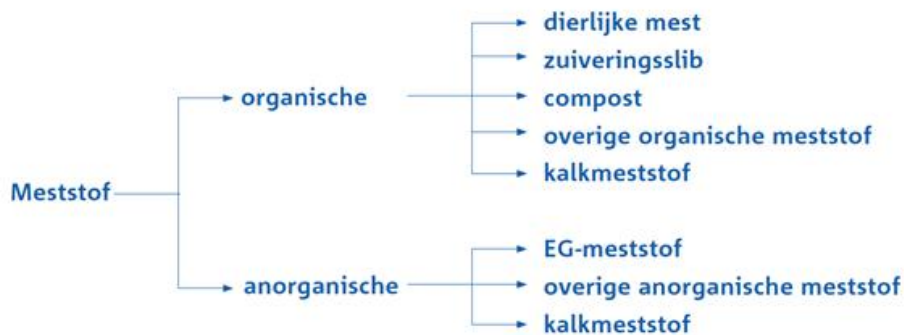 dierlijke mest
zuiveringsslib
organische
compost
overige organische meststof
kalkmeststof
Meststof
EG-meststof
anorganische
overige anorganische meststof
kalkmeststof